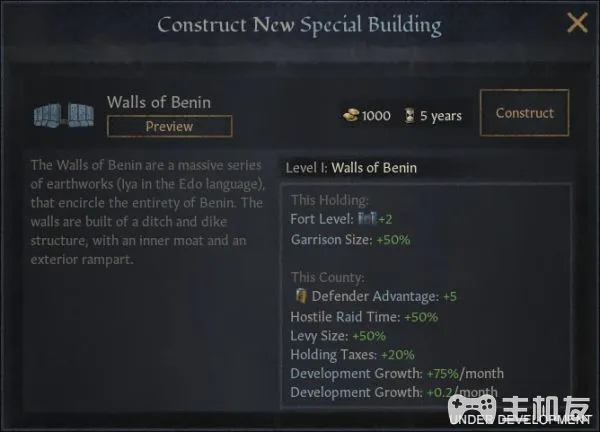 Construct New Special Building
Walls of Benin
Preview
1000
5 years
Construct
The Walls of Benin are a massive series
of earthworks (Iya in the Edo language),
that encircle the entirety of Benin. The
walls are built of a ditch and dike
structure, with an inner moat and an
exterior rampart.
Level I: Walls of Benin
This Holding:
Fort Level: +2
Garrison Size: +50%
This County:
Defender Advantage: +5
Hostile Raid Time: +50%
Levy Size: +50%
Holding Taxes: +20%
Development Growth: +75%/month
Development Growth: +0.2/month
主机友
UNDER DEVELOPMENT